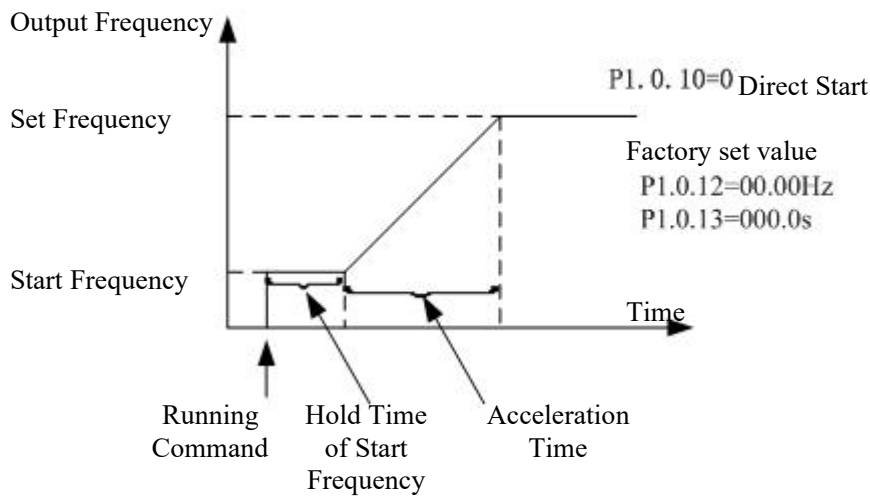 Output Frequency
P1. 0. 10=0 Direct Start
Set Frequency
Factory set value
P1.0.12=00.00Hz
P1.0.13=000.0s
Start Frequency
Time
Running
Command
Hold Time
of Start
Frequency
Acceleration
Time